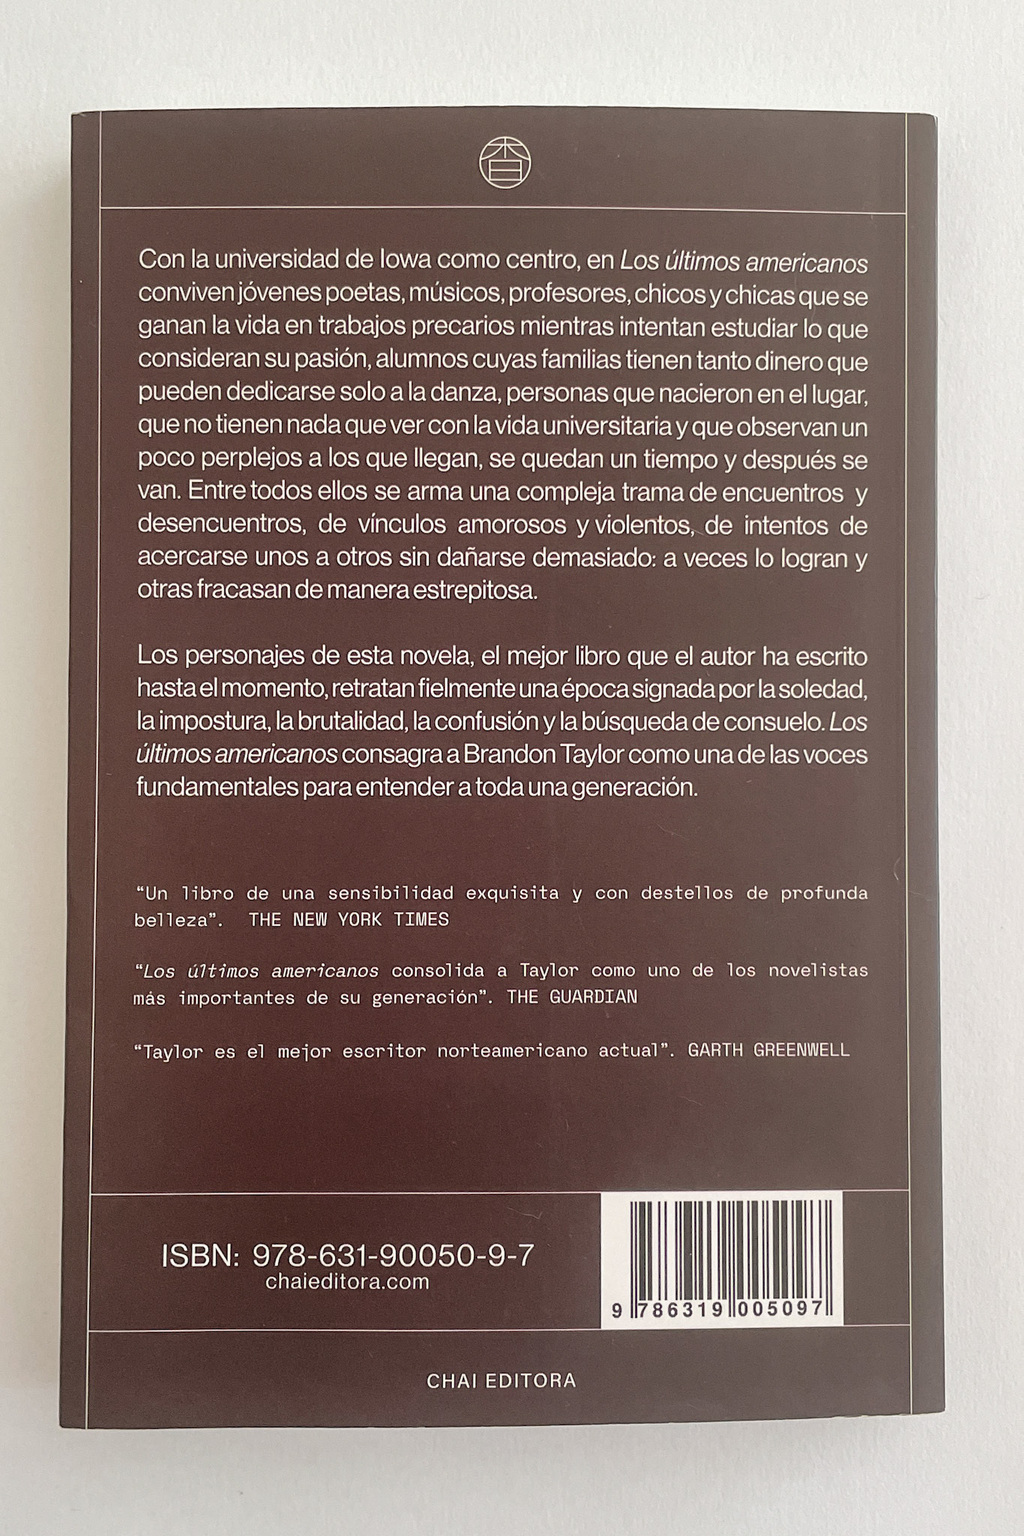 Con la universidad de Iowa como centro, en Los últimos americanos
conviven jóvenes poetas, músicos, profesores, chicos y chicas que se
ganan la vida en trabajos precarios mientras intentan estudiar lo que
consideran su pasión, alumnos cuyas familias tienen tanto dinero que
pueden dedicarse solo a la danza, personas que nacieron en el lugar,
que no tienen nada que ver con la vida universitaria y que observan un
poco perplejos a los que llegan, se quedan un tiempo y después se
van. Entre todos ellos se arma una compleja trama de encuentros y
desencuentros, de vínculos amorosos y violentos, de intentos de
acercarse unos a otros sin dañarse demasiado: a veces lo logran y
otras fracasan de manera estrepitosa.
Los personajes de esta novela, el mejor libro que el autor ha escrito
hasta el momento, retratan fielmente una época signada por la soledad,
la impostura, la brutalidad, la confusión y la búsqueda de consuelo. Los
últimos americanos consagra a Brandon Taylor como una de las voces
fundamentales para entender a toda una generación.
“Un libro de una sensibilidad exquisita y con destellos de profunda
belleza”. THE NEW YORK TIMES
“Los últimos americanos consolida a Taylor como uno de los novelistas
más importantes de su generación”. THE GUARDIAN
“Taylor es el mejor escritor norteamericano actual”. GARTH GREENWELL
ISBN: 978-631-90050-9-7
chaieditora.com
9 786319 005097
CHAI EDITORA